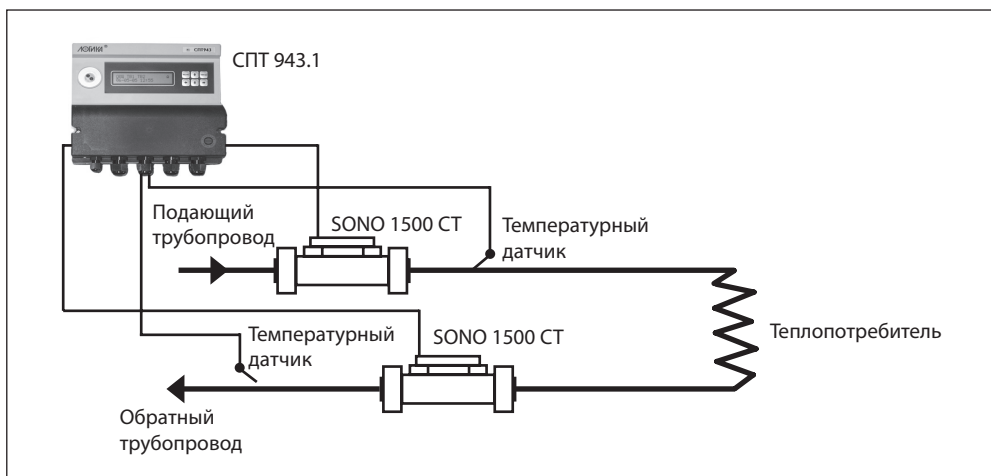 ЛОГИКА
СПТ943
СПТ 943.1
Подающий
трубопровод
SONO 1500 CT
Температурный
датчик
Температурный
датчик
SONO 1500 CT
Теплопотребитель
Обратный
трубопровод